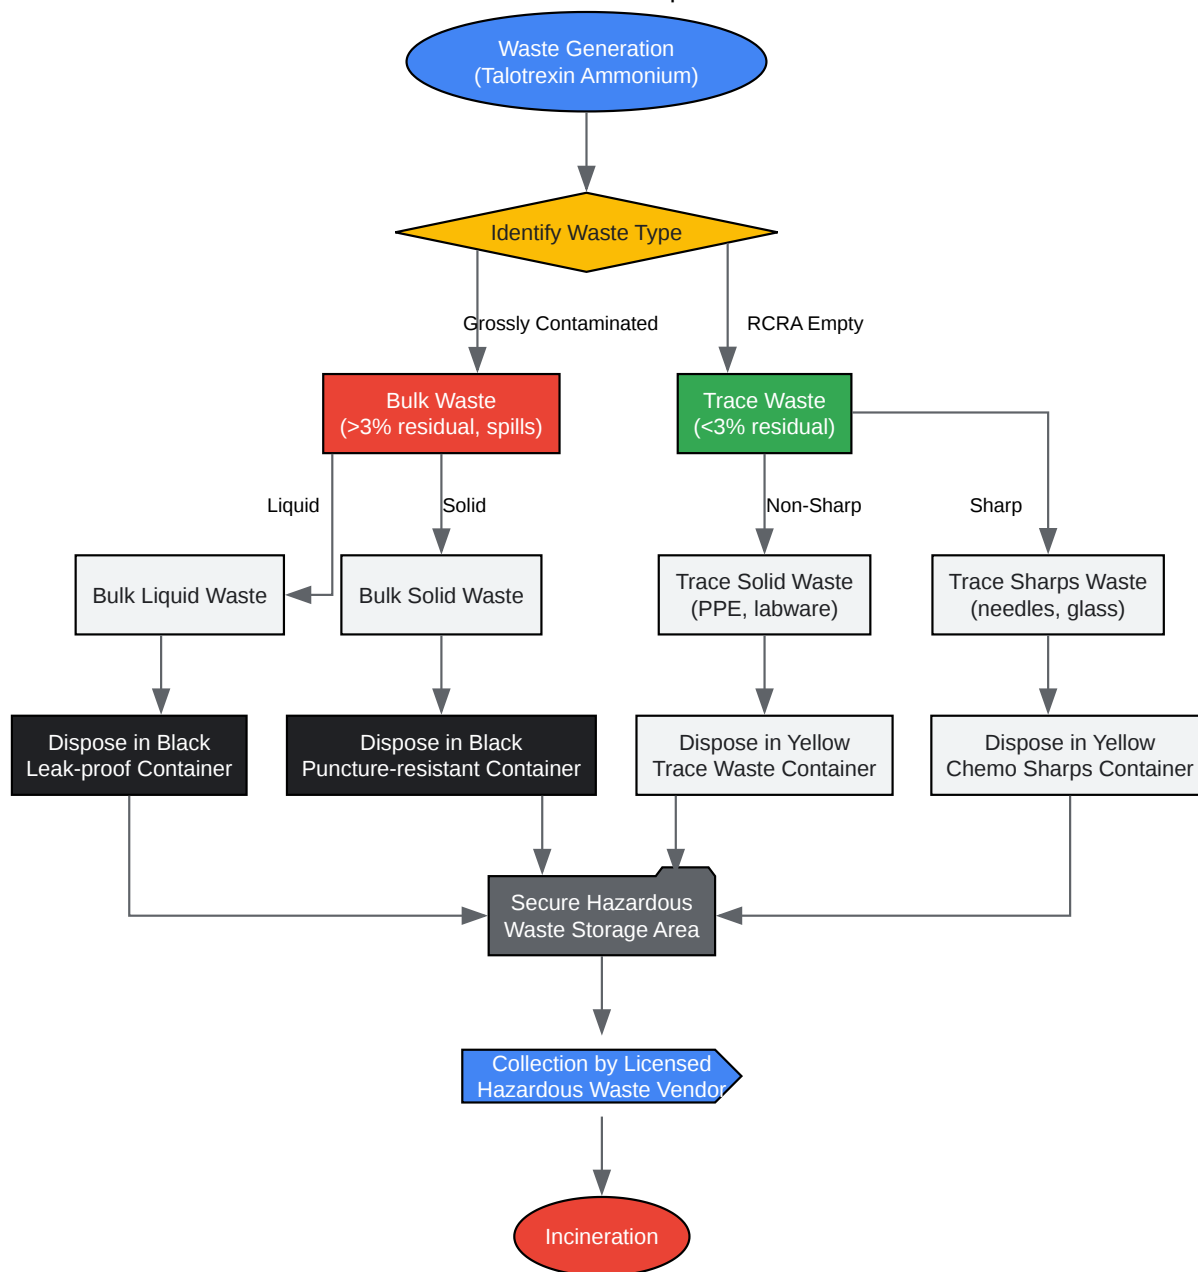 Waste Generation
(Talotrexin Ammonium)
Identify Waste Type
Grossly Contaminated
RCRA Empty
Bulk Waste
(>3% residual, spills)
Trace Waste
(<3% residual)
Liquid
Solid
Non-Sharp
Sharp
Bulk Liquid Waste
Bulk Solid Waste
Trace Solid Waste
(PPE, labware)
Trace Sharps Waste
(needles, glass)
Dispose in Black
Leak-proof Container
Dispose in Black
Puncture-resistant Container
Dispose in Yellow
Trace Waste Container
Dispose in Yellow
Chemo Sharps Container
Secure Hazardous
Waste Storage Area
Collection by Licensed
Hazardous Waste Vendor
Incineration